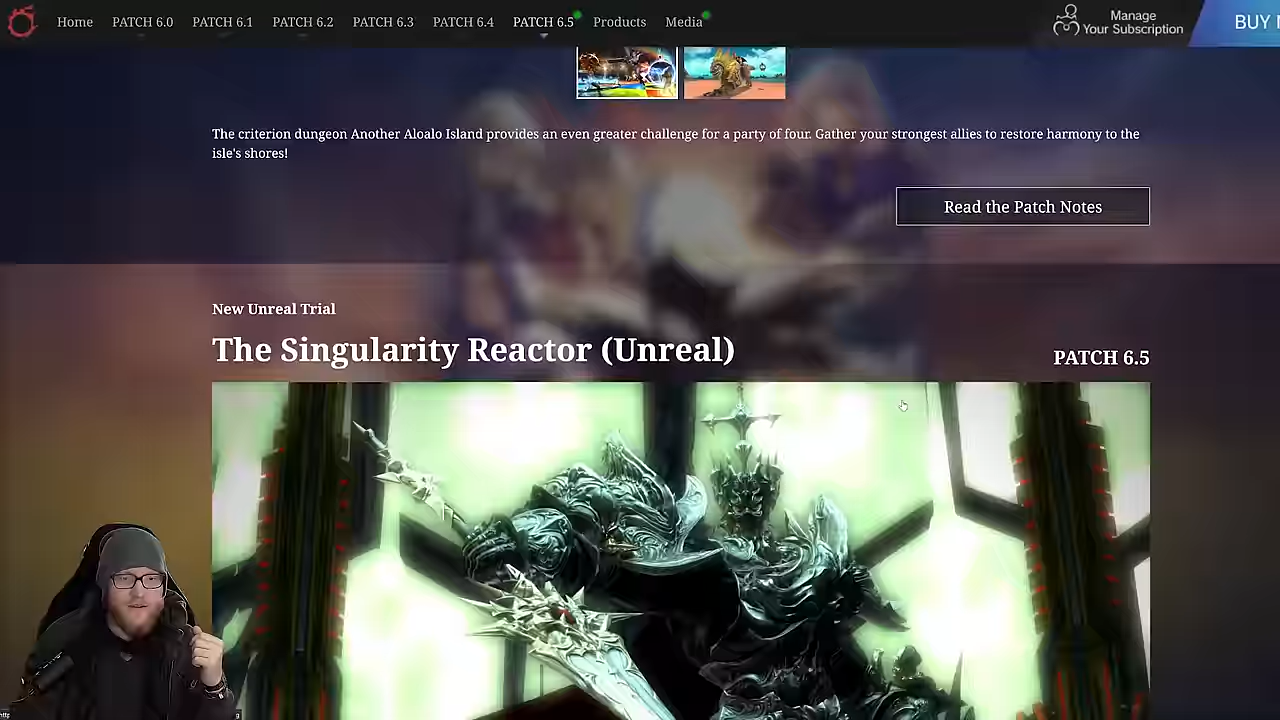 Home PATCH 6.0 PATCH 6.1 PATCH 6.2 PATCH 6.3 PATCH 6.4 PATCH 6.5 Products Media
Manage
Your Subscription
BUY
The criterion dungeon Another Aloalo Island provides an even greater challenge for a party of four. Gather your strongest allies to restore harmony to the
isle's shores!
Read the Patch Notes
New Unreal Trial
The Singularity Reactor (Unreal)
PATCH 6.5